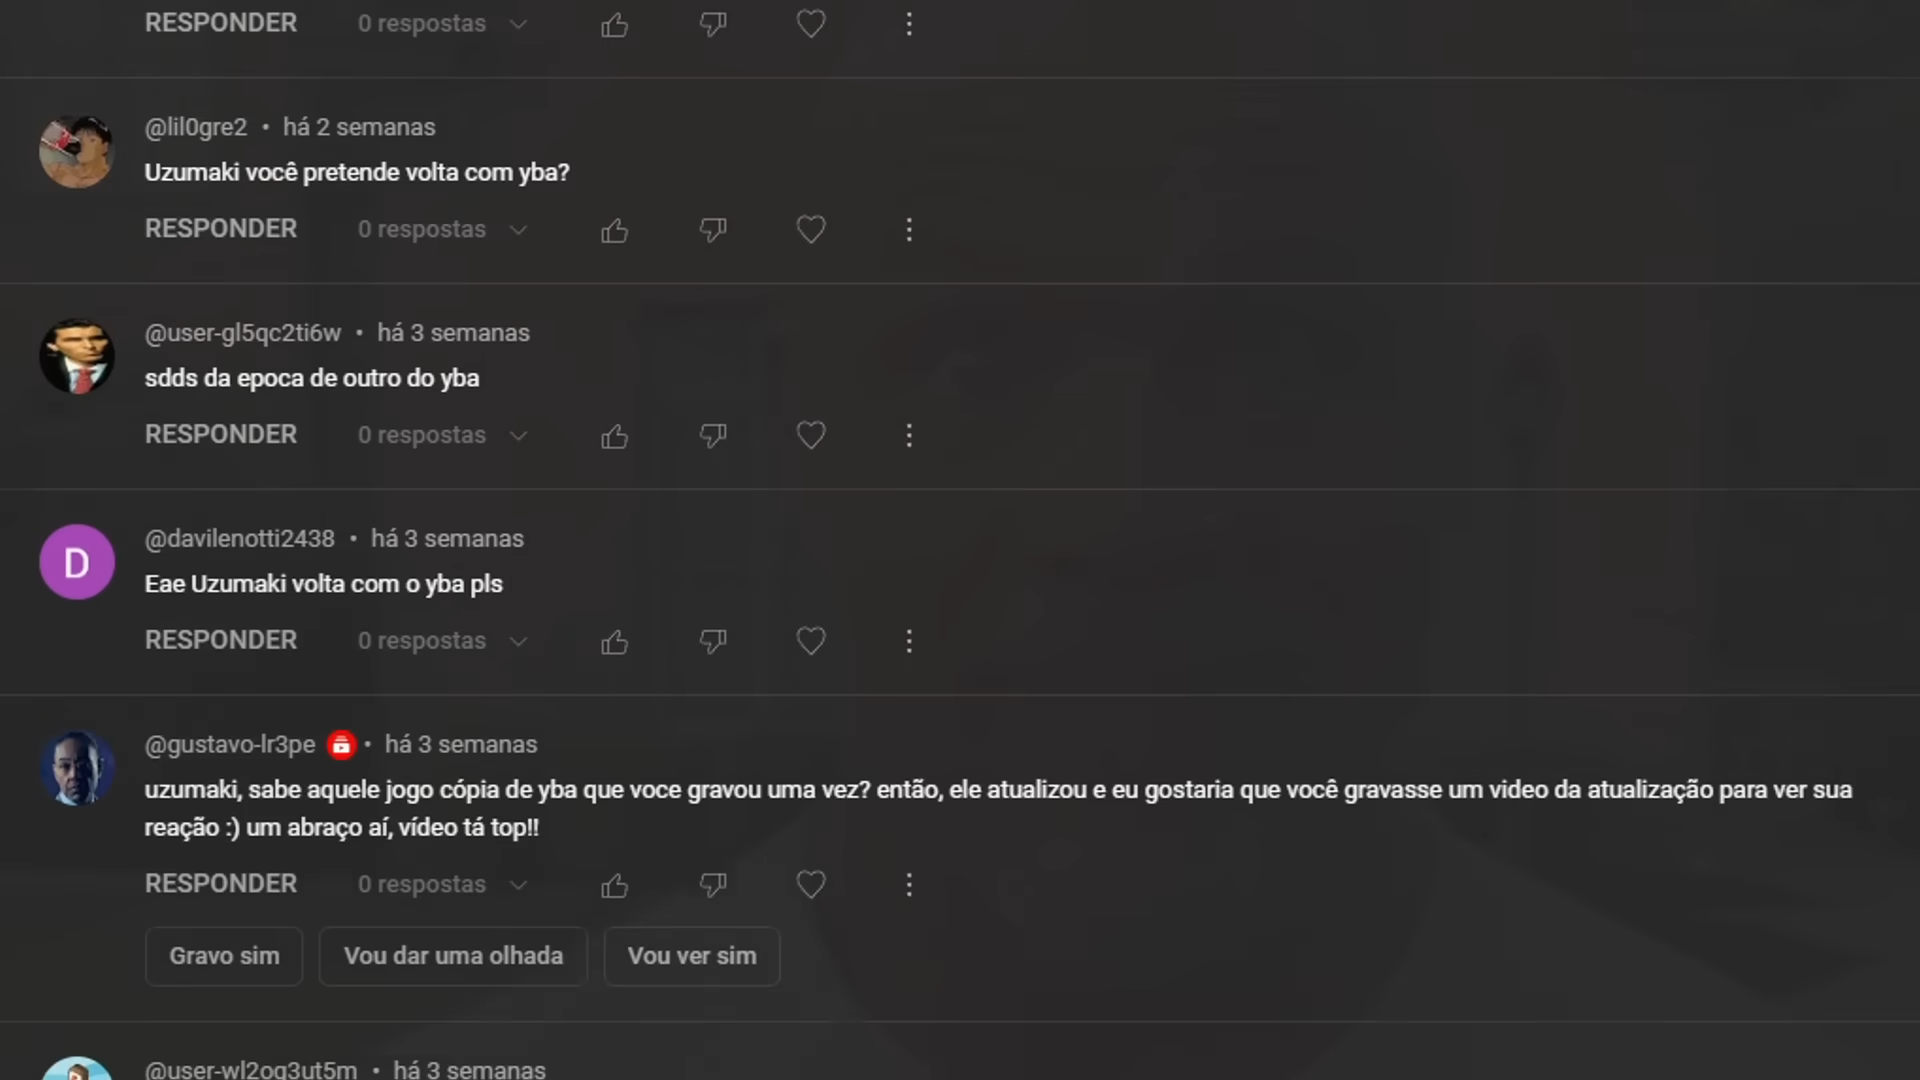 RESPONDER 0 respostas
@lil0gre2 • há 2 semanas
Uzumaki você pretende volta com yba?
RESPONDER 0 respostas
@user-gl5qc2ti6w • há 3 semanas
sdds da epoca de outro do yba
RESPONDER 0 respostas
D
@davilenotti2438 • há 3 semanas
Eae Uzumaki volta com o yba pls
RESPONDER 0 respostas
@gustavo-lr3pe • há 3 semanas
uzumaki, sabe aquele jogo cópia de yba que voce gravou uma vez? então, ele atualizou e eu gostaria que você gravasse um video da atualização para ver sua
reação :) um abraço aí, vídeo tá top!!
RESPONDER 0 respostas
Gravo sim Vou dar uma olhada Vou ver sim
@user-wl2og3ut5m • há 3 semanas